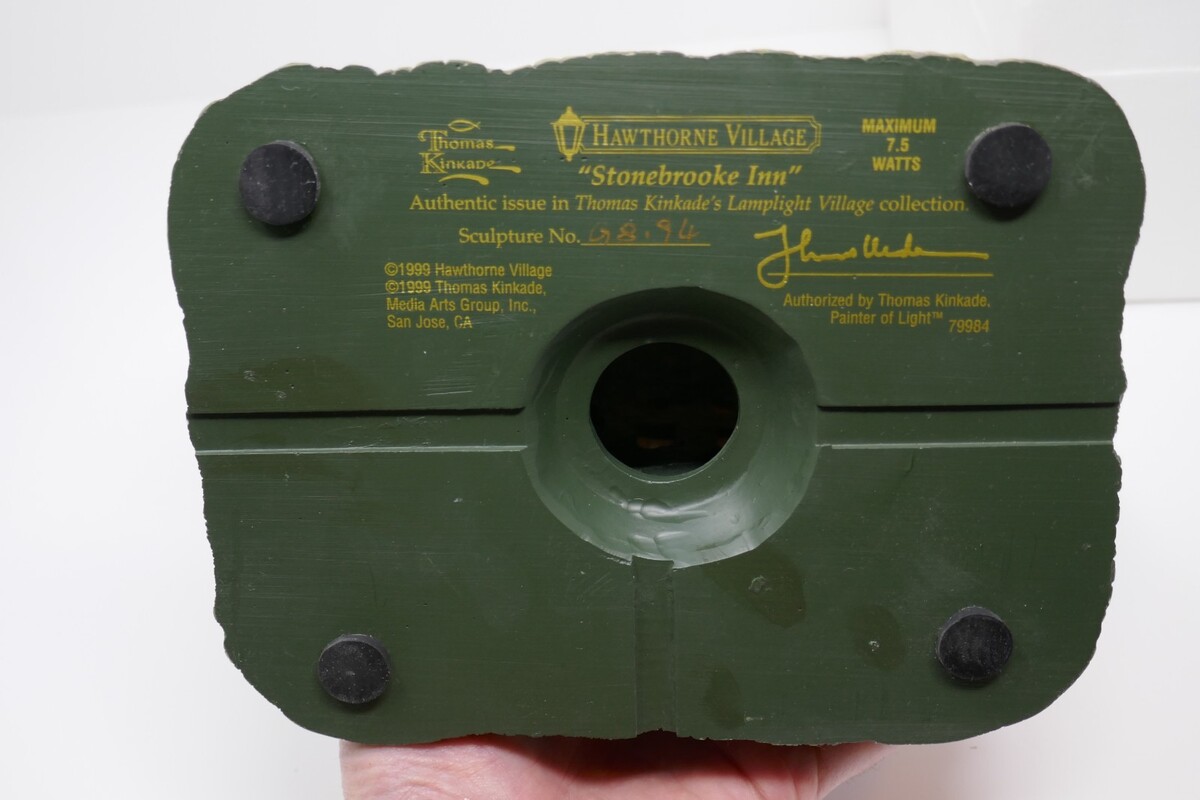 Thomas
Kinkade
HAWTHORNE VILLAGE
MAXIMUM
7.5
WATTS
"Stonebrooke Inn"
Authentic issue in Thomas Kinkade's Lamplight Village collection.
Sculpture No.
©1999 Hawthorne Village
©1999 Thomas Kinkade,
Media Arts Group, Inc.,
San Jose, CA
Authorized by Thomas Kinkade,
Painter of Light™ 79984